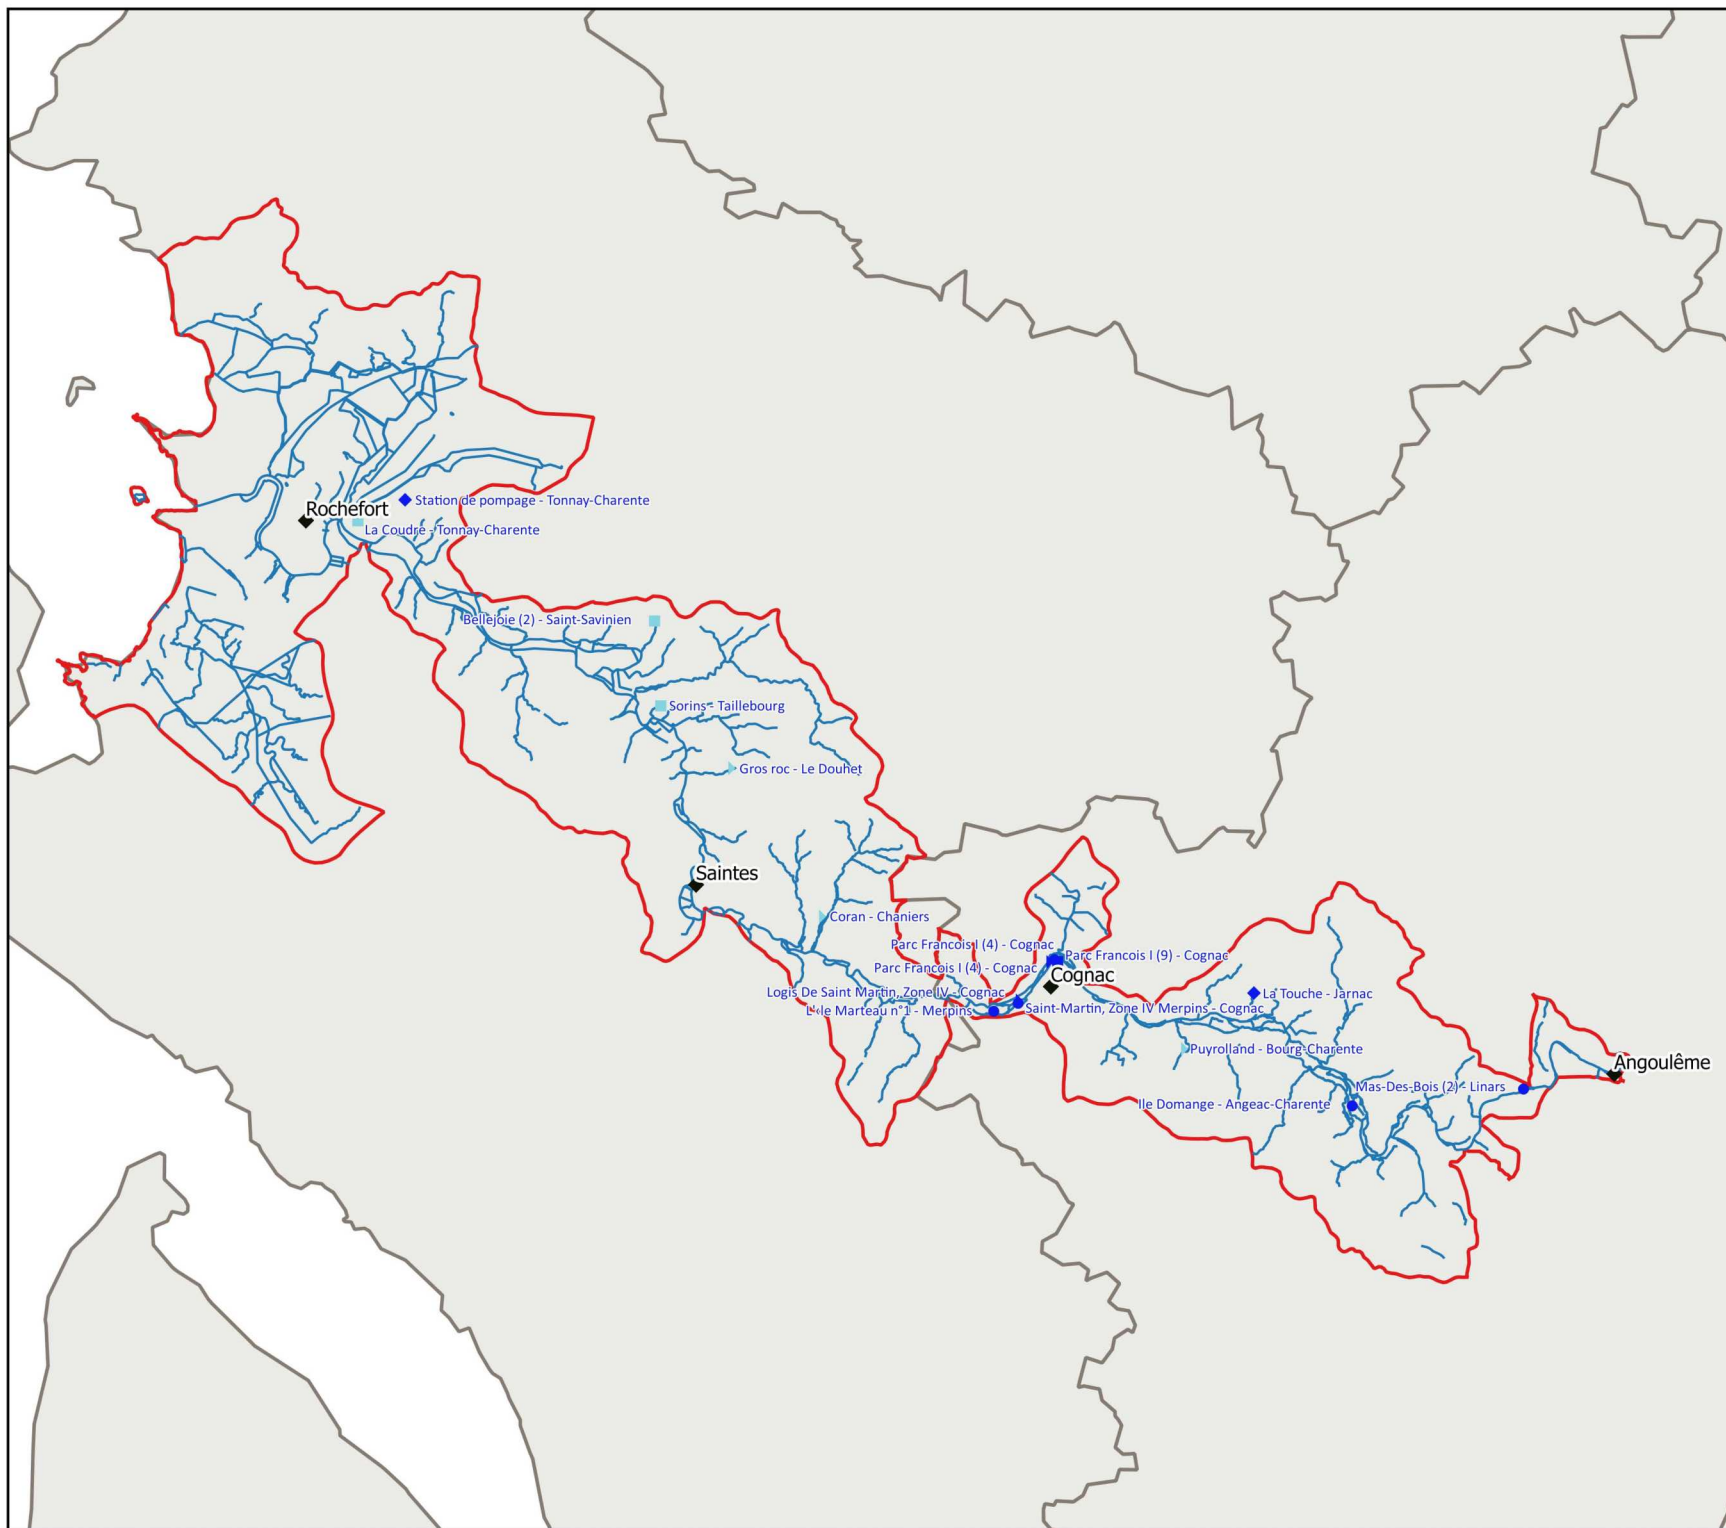 Station de pompage - Tonnay-Charente
Rochefort
La Coudre - Tonnay-Charente
Bellejoie (2) - Saint-Savinien
Sorins - Taillebourg
Gros roc - Le Douhet
Saintes
Coran - Chaniers
Parc Francois I (4) - Cognac
Parc Francois I (9) - Cognac
Parc Francois I (4) - Cognac
Cognac
Logis De Saint Martin, Zone IV - Cognac
La Touche - Jarnac
Saint-Martin, Zone IV Merpins - Cognac
Marteau n°1 - Merpins
Puyrolland - Bourg-Charente
Angoulême
Mas-Des-Bois (2) - Linars
Ile Domange - Angeac-Charente